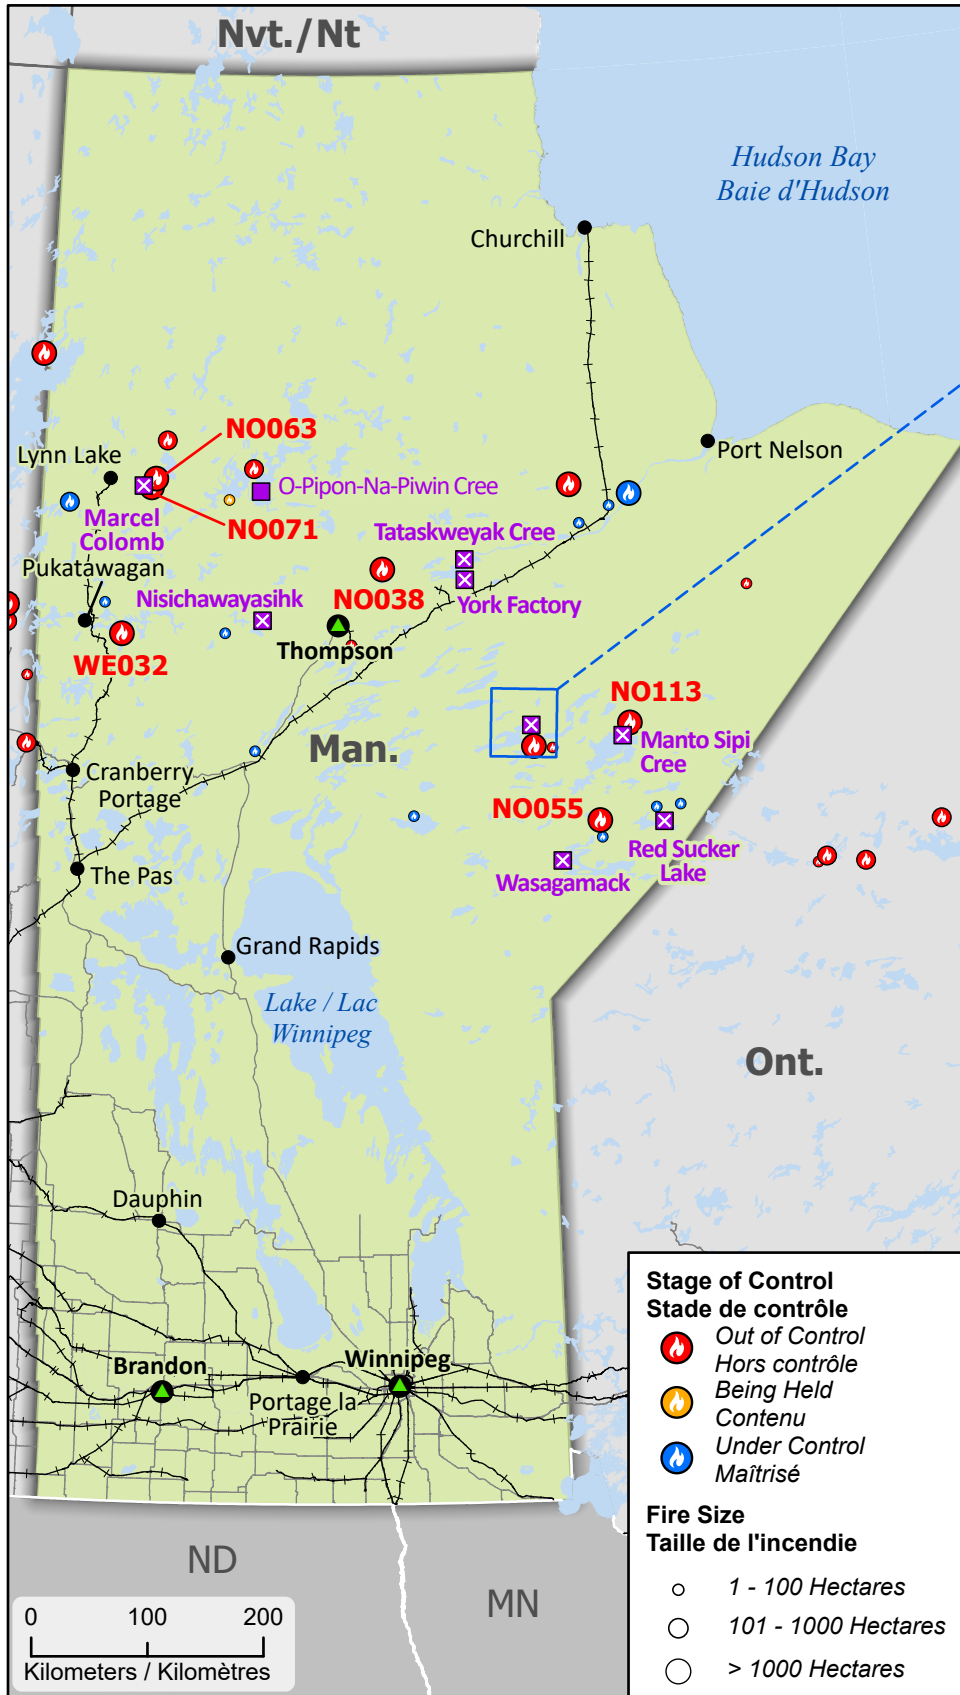 Nvt./Nt
Hudson Bay
Baie d'Hudson
Churchill
NO063
Lynn Lake
Port Nelson
O-Pipon-Na-Piwin Cree
NO071
Marcel
Colomb
Tataskweyak Cree
Pukatawagan
Nisichawayasihk
NO038
York Factory
Thompson
WE032
NO113
Man.
Manto Sipi
Cree
Cranberry
Portage
NO055
Red Sucker
Lake
The Pas
Wasagamack
Grand Rapids
Lake / Lac
Winnipeg
Ont.
Dauphin
Brandon
Winnipeg
Portage la
Prairie
Stage of Control
Stade de contrôle
Out of Control
Hors contrôle
Being Held
Contenu
Under Control
Maîtrisé
Fire Size
Taille de l'incendie
1 - 100 Hectares
101 - 1000 Hectares
> 1000 Hectares
ND
MN
0 100 200
Kilometers / Kilomètres